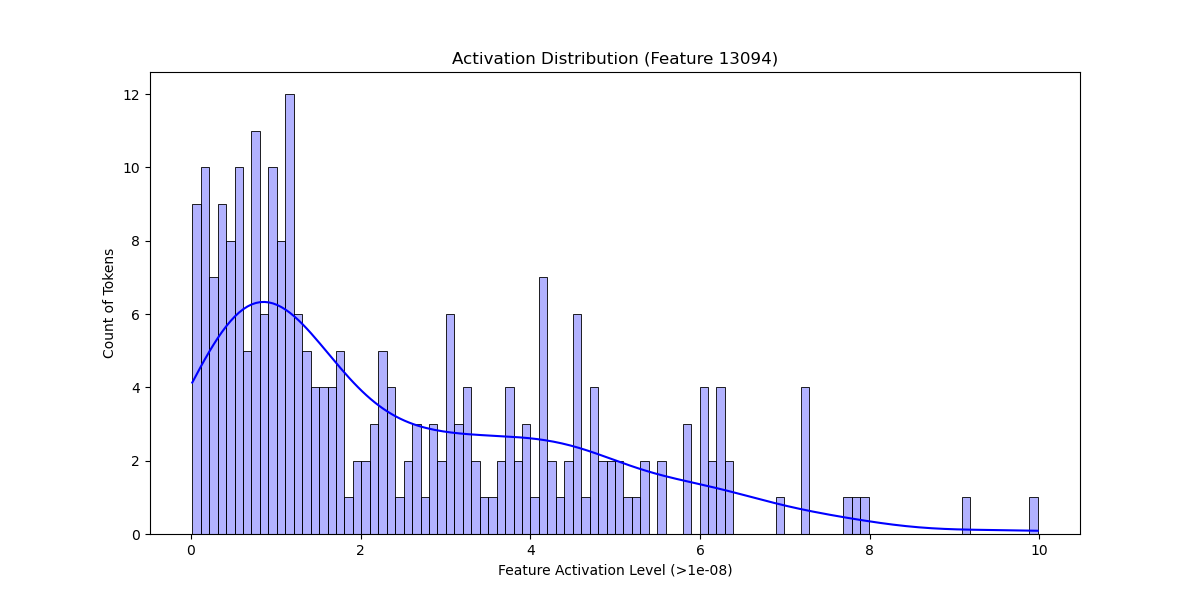 Activation Distribution (Feature 13094)
12
10
8
6
4
2
0
Count of Tokens
0 2 4 6 8 10
Feature Activation Level (>1e-08)